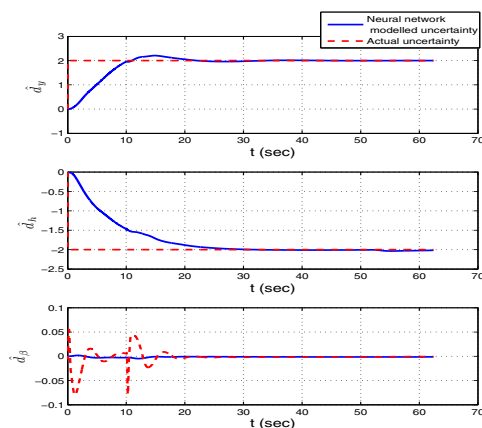 Neural network
modelled uncertainty
Actual uncertainty
3
2
1
0
−1
d̂y
0 10 20 30 40 50 60 70
t (sec)
0
−0.5
−1
−1.5
−2
−2.5
d̂h
0 10 20 30 40 50 60 70
t (sec)
0.1
0.05
0
−0.05
−0.1
d̂β
0 10 20 30 40 50 60 70
t (sec)